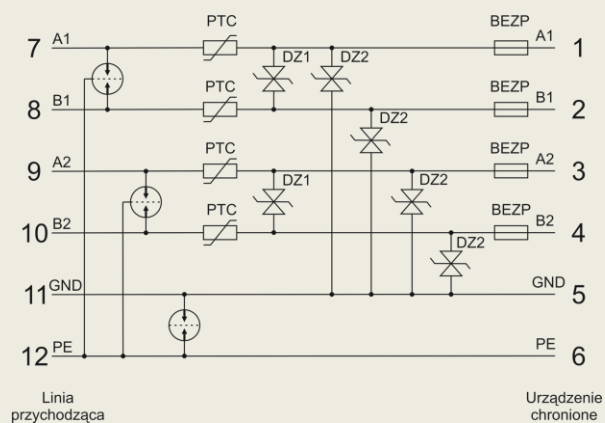 PTC BEZP
7 A1 DZ1 DZ2 A1 1
PTC BEZP
8 B1 B1 2
DZ2
PTC BEZP
9 A2 DZ1 DZ2 A2 3
PTC BEZP
10 B2 B2 4
DZ2
11 GND GND 5
12 PE PE 6
Linia Urządzenie
przychodząca chronione